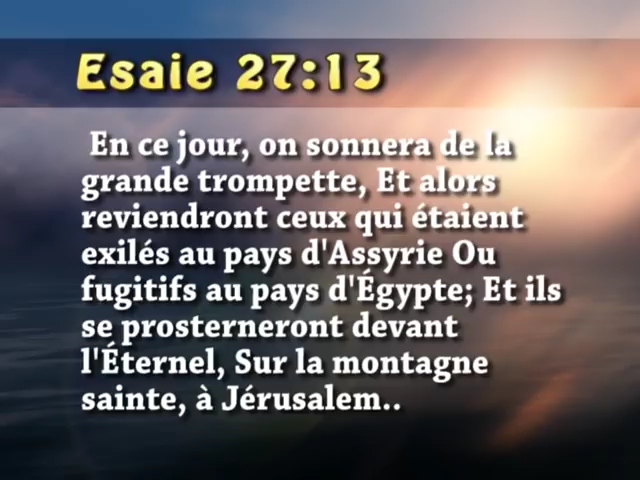 Esaie 27:13
En ce jour, on sonnera de la
grande trompette, Et alors
reviendront ceux qui étaient
exilés au pays d'Assyrie Ou
fugitifs au pays d'Égypte; Et ils
se prosterneront devant
l'Éternel, Sur la montagne
sainte, à Jérusalem..